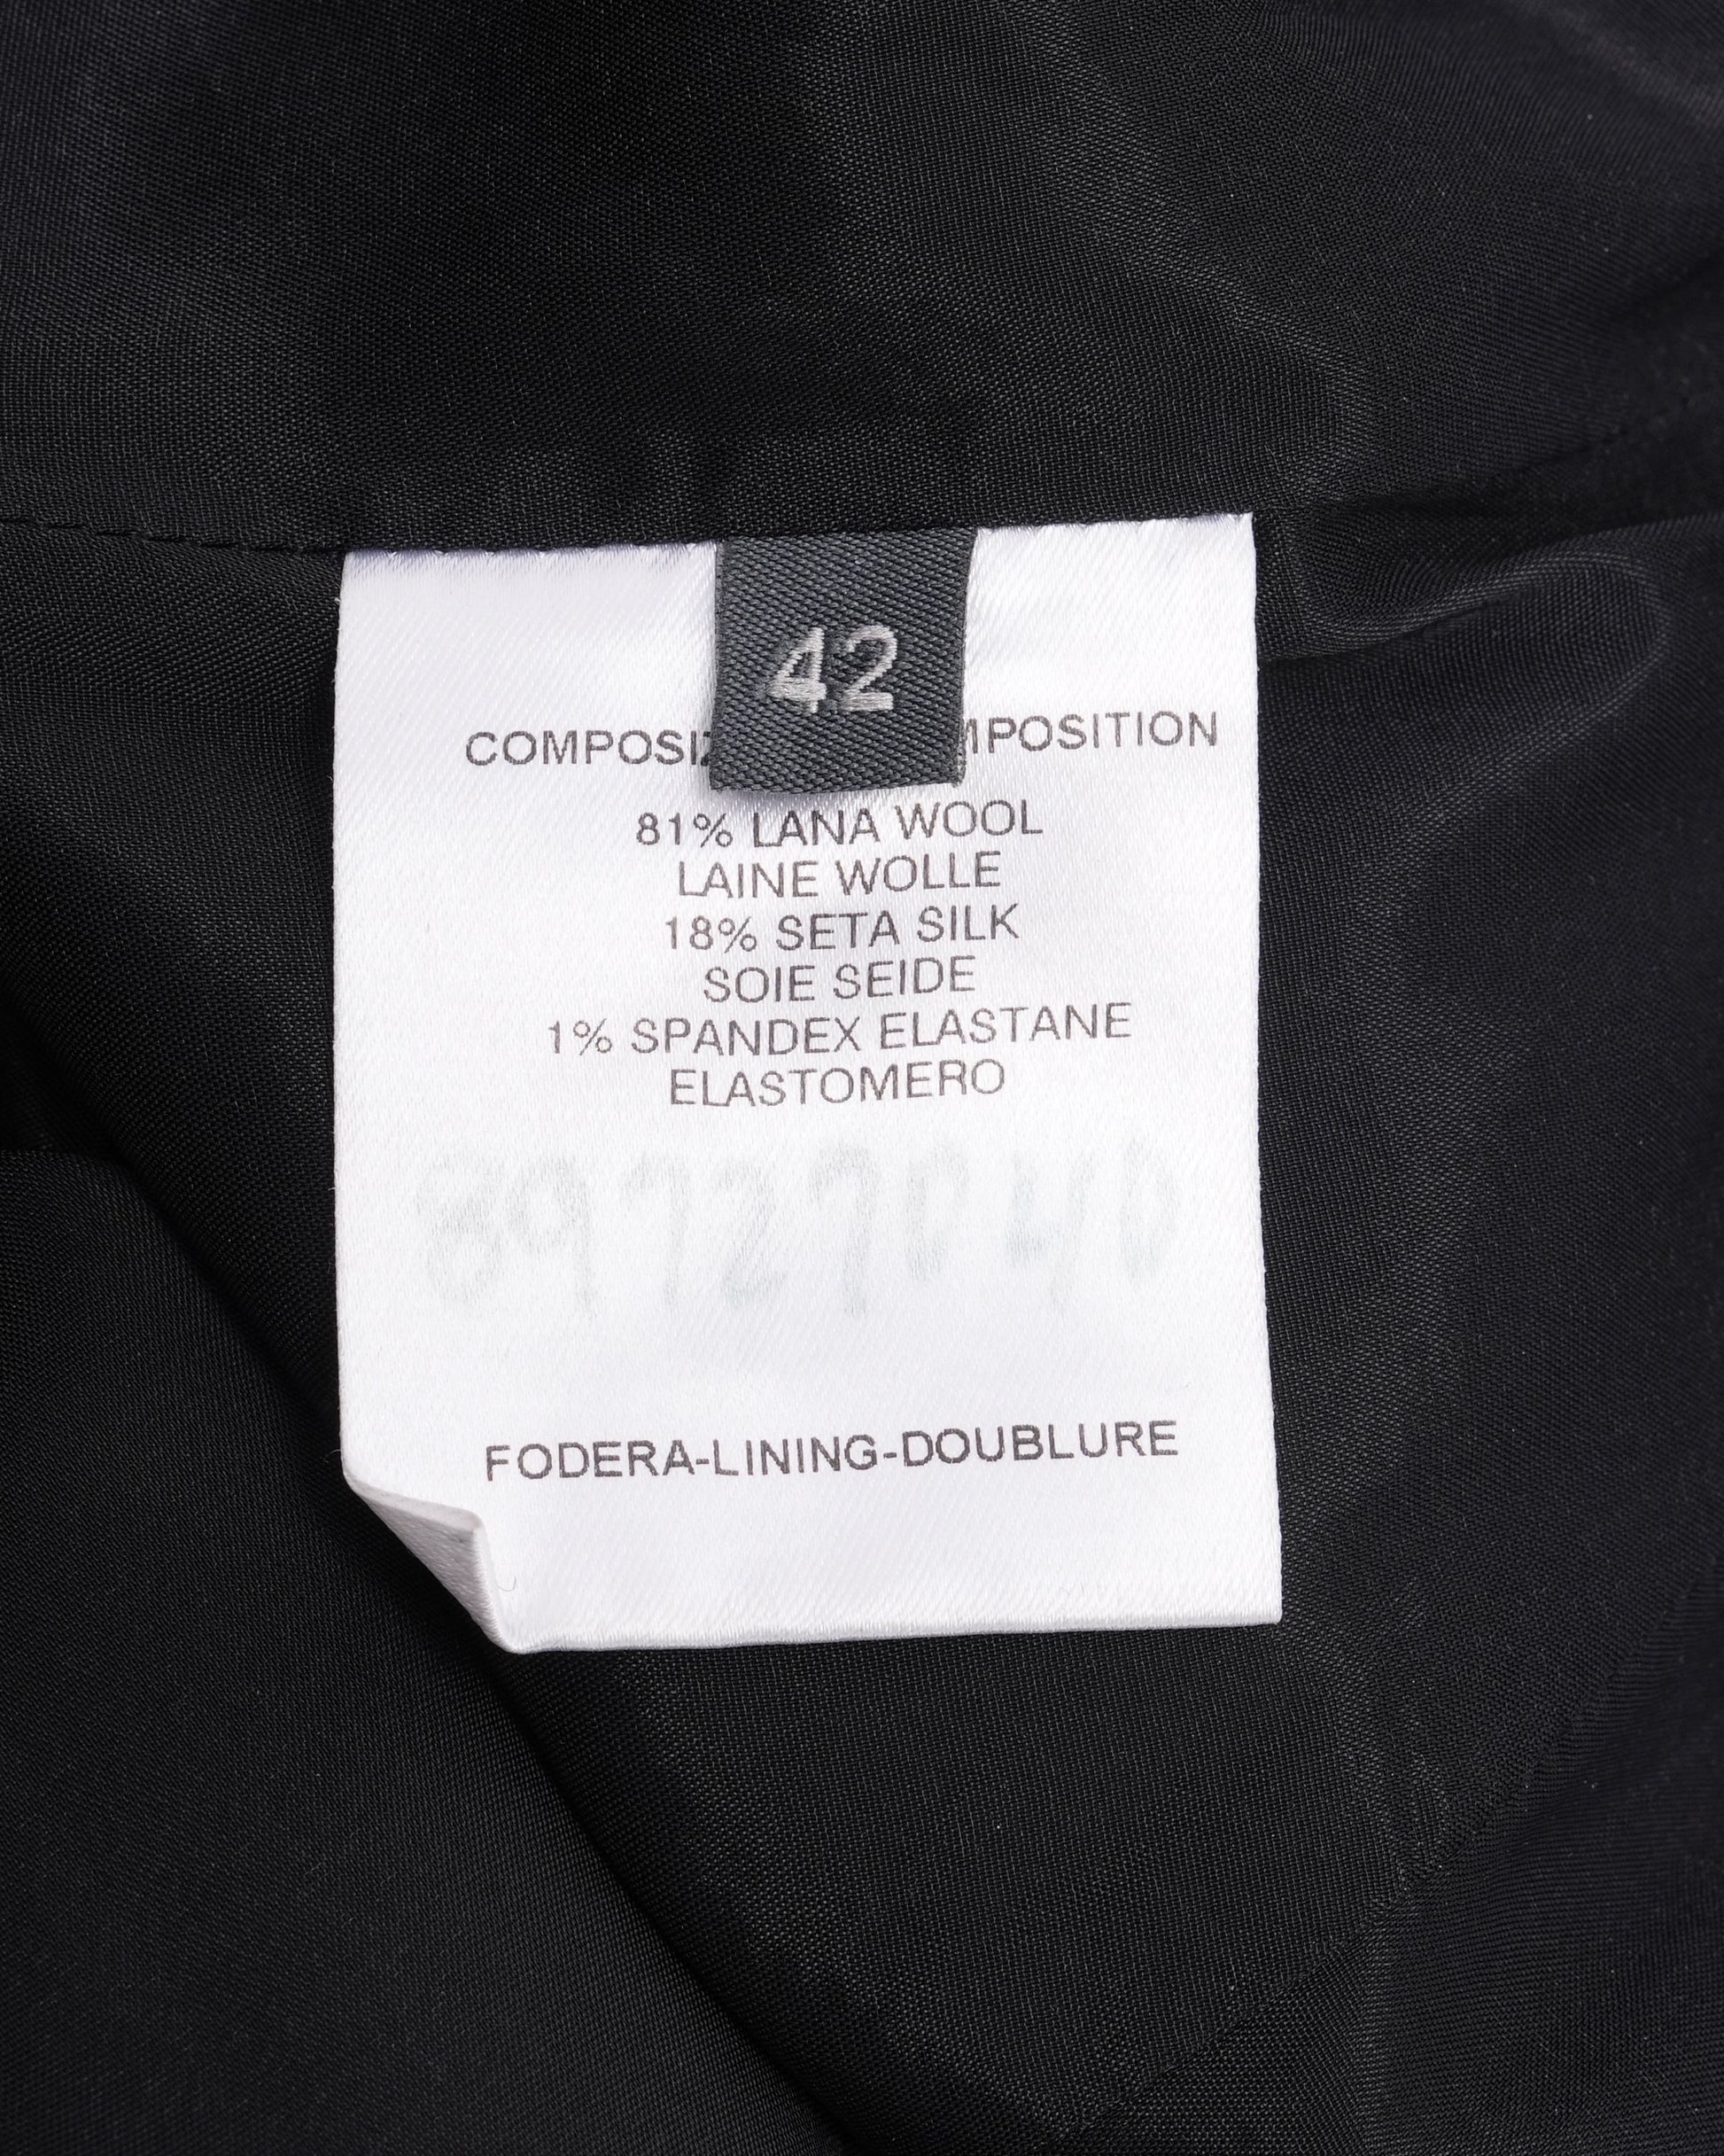 42
COMPOSIZ MPOSITION
81% LANA WOOL
LAINE WOLLE
18% SETA SILK
SOIE SEIDE
1% SPANDEX ELASTANE
ELASTOMERO
FODERA-LINING-DOUBLURE